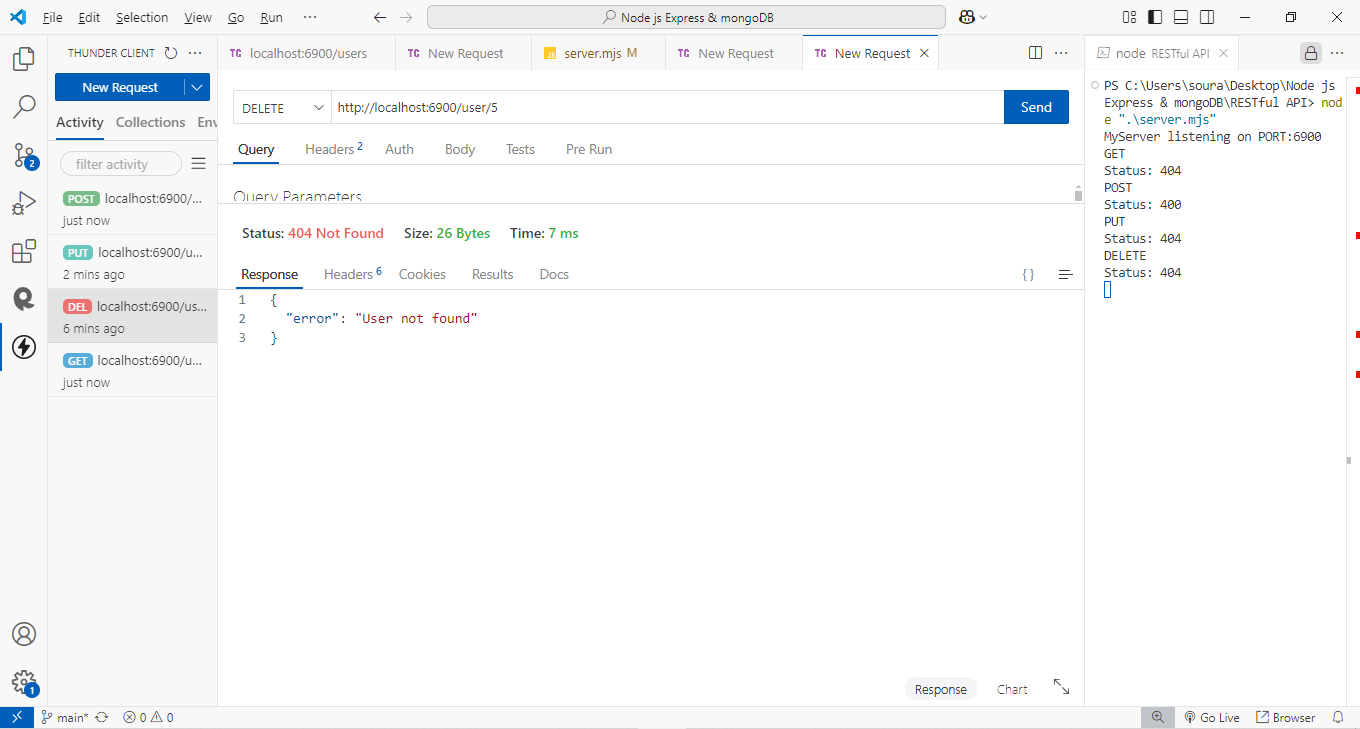 File Edit Selection View Go Run ··· Node js Express & mongoDB
THUNDER CLIENT ···
New Request
Activity Collections Env
filter activity
POST localhost:6900/...
just now
PUT localhost:6900/u...
2 mins ago
DEL localhost:6900/us...
6 mins ago
GET localhost:6900/u...
just now
2
1
TC localhost:6900/users TC New Request JS server.mjs M TC New Request TC New Request
DELETE http://localhost:6900/user/5 Send
Query Headers 2 Auth Body Tests Pre Run
Query Parameters
Status: 404 Not Found Size: 26 Bytes Time: 7 ms
Response Headers 6 Cookies Results Docs { }
1 {
2 "error": "User not found"
3 }
Response Chart
node RESTful API ···
PS C:\Users\soura\Desktop\Node js
Express & mongoDB\RESTful API> nod
e ".\server.mjs"
MyServer listening on PORT:6900
GET
Status: 404
POST
Status: 400
PUT
Status: 404
DELETE
Status: 404
main* 0 0 Go Live Browser